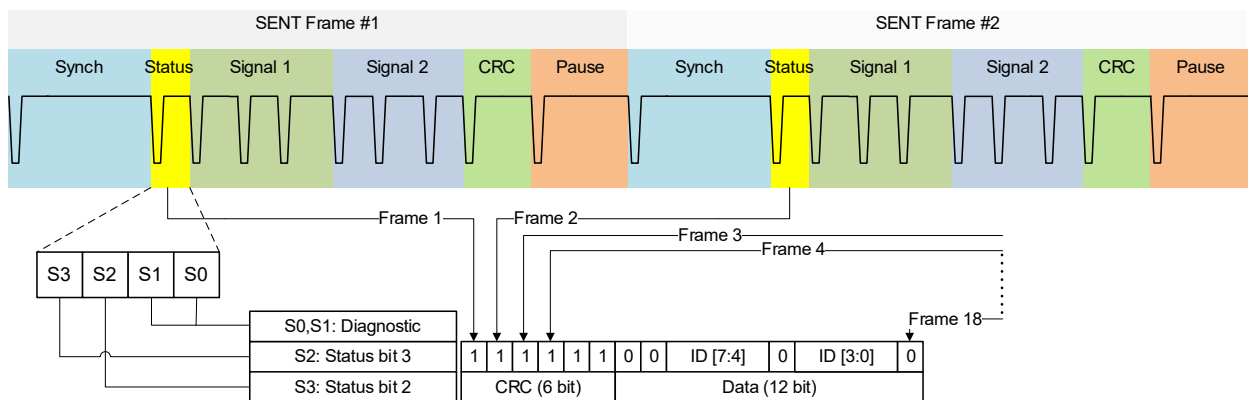 SENT Frame #1 SENT Frame #2
Synch Status Signal 1 Signal 2 CRC Pause Synch Status Signal 1 Signal 2 CRC Pause
Frame 1 Frame 2
Frame 3
Frame 4
S3 S2 S1 S0
Frame 18
S0,S1: Diagnostic
S2: Status bit 3 1 1 1 1 1 1 0 0 ID [7:4] 0 ID [3:0] 0
S3: Status bit 2 CRC (6 bit) Data (12 bit)